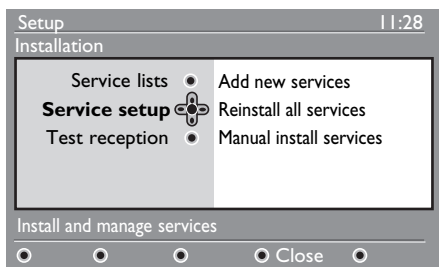 Setup 11:28
Installation
Service lists Add new services
Service setup Reinstall all services
Test reception Manual install services
Install and manage services
Close